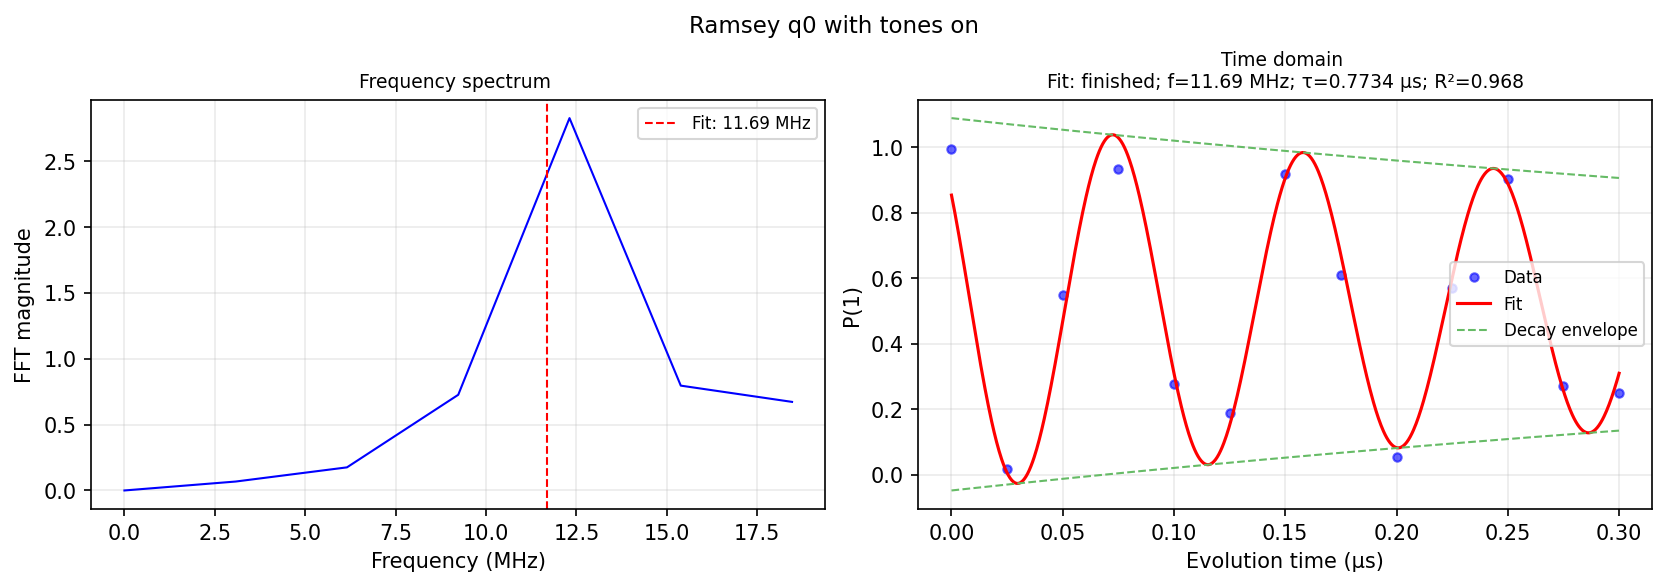 Ramsey q0 with tones on
Frequency spectrum
Fit: 11.69 MHz
FFT magnitude
2.5
2.0
1.5
1.0
0.5
0.0
0.0 2.5 5.0 7.5 10.0 12.5 15.0 17.5
Frequency (MHz)
Time domain
Fit: finished; f=11.69 MHz; τ=0.7734 μs; R²=0.968
P(1)
1.0
0.8
0.6
0.4
0.2
0.0
Data
Fit
Decay envelope
0.00 0.05 0.10 0.15 0.20 0.25 0.30
Evolution time (μs)